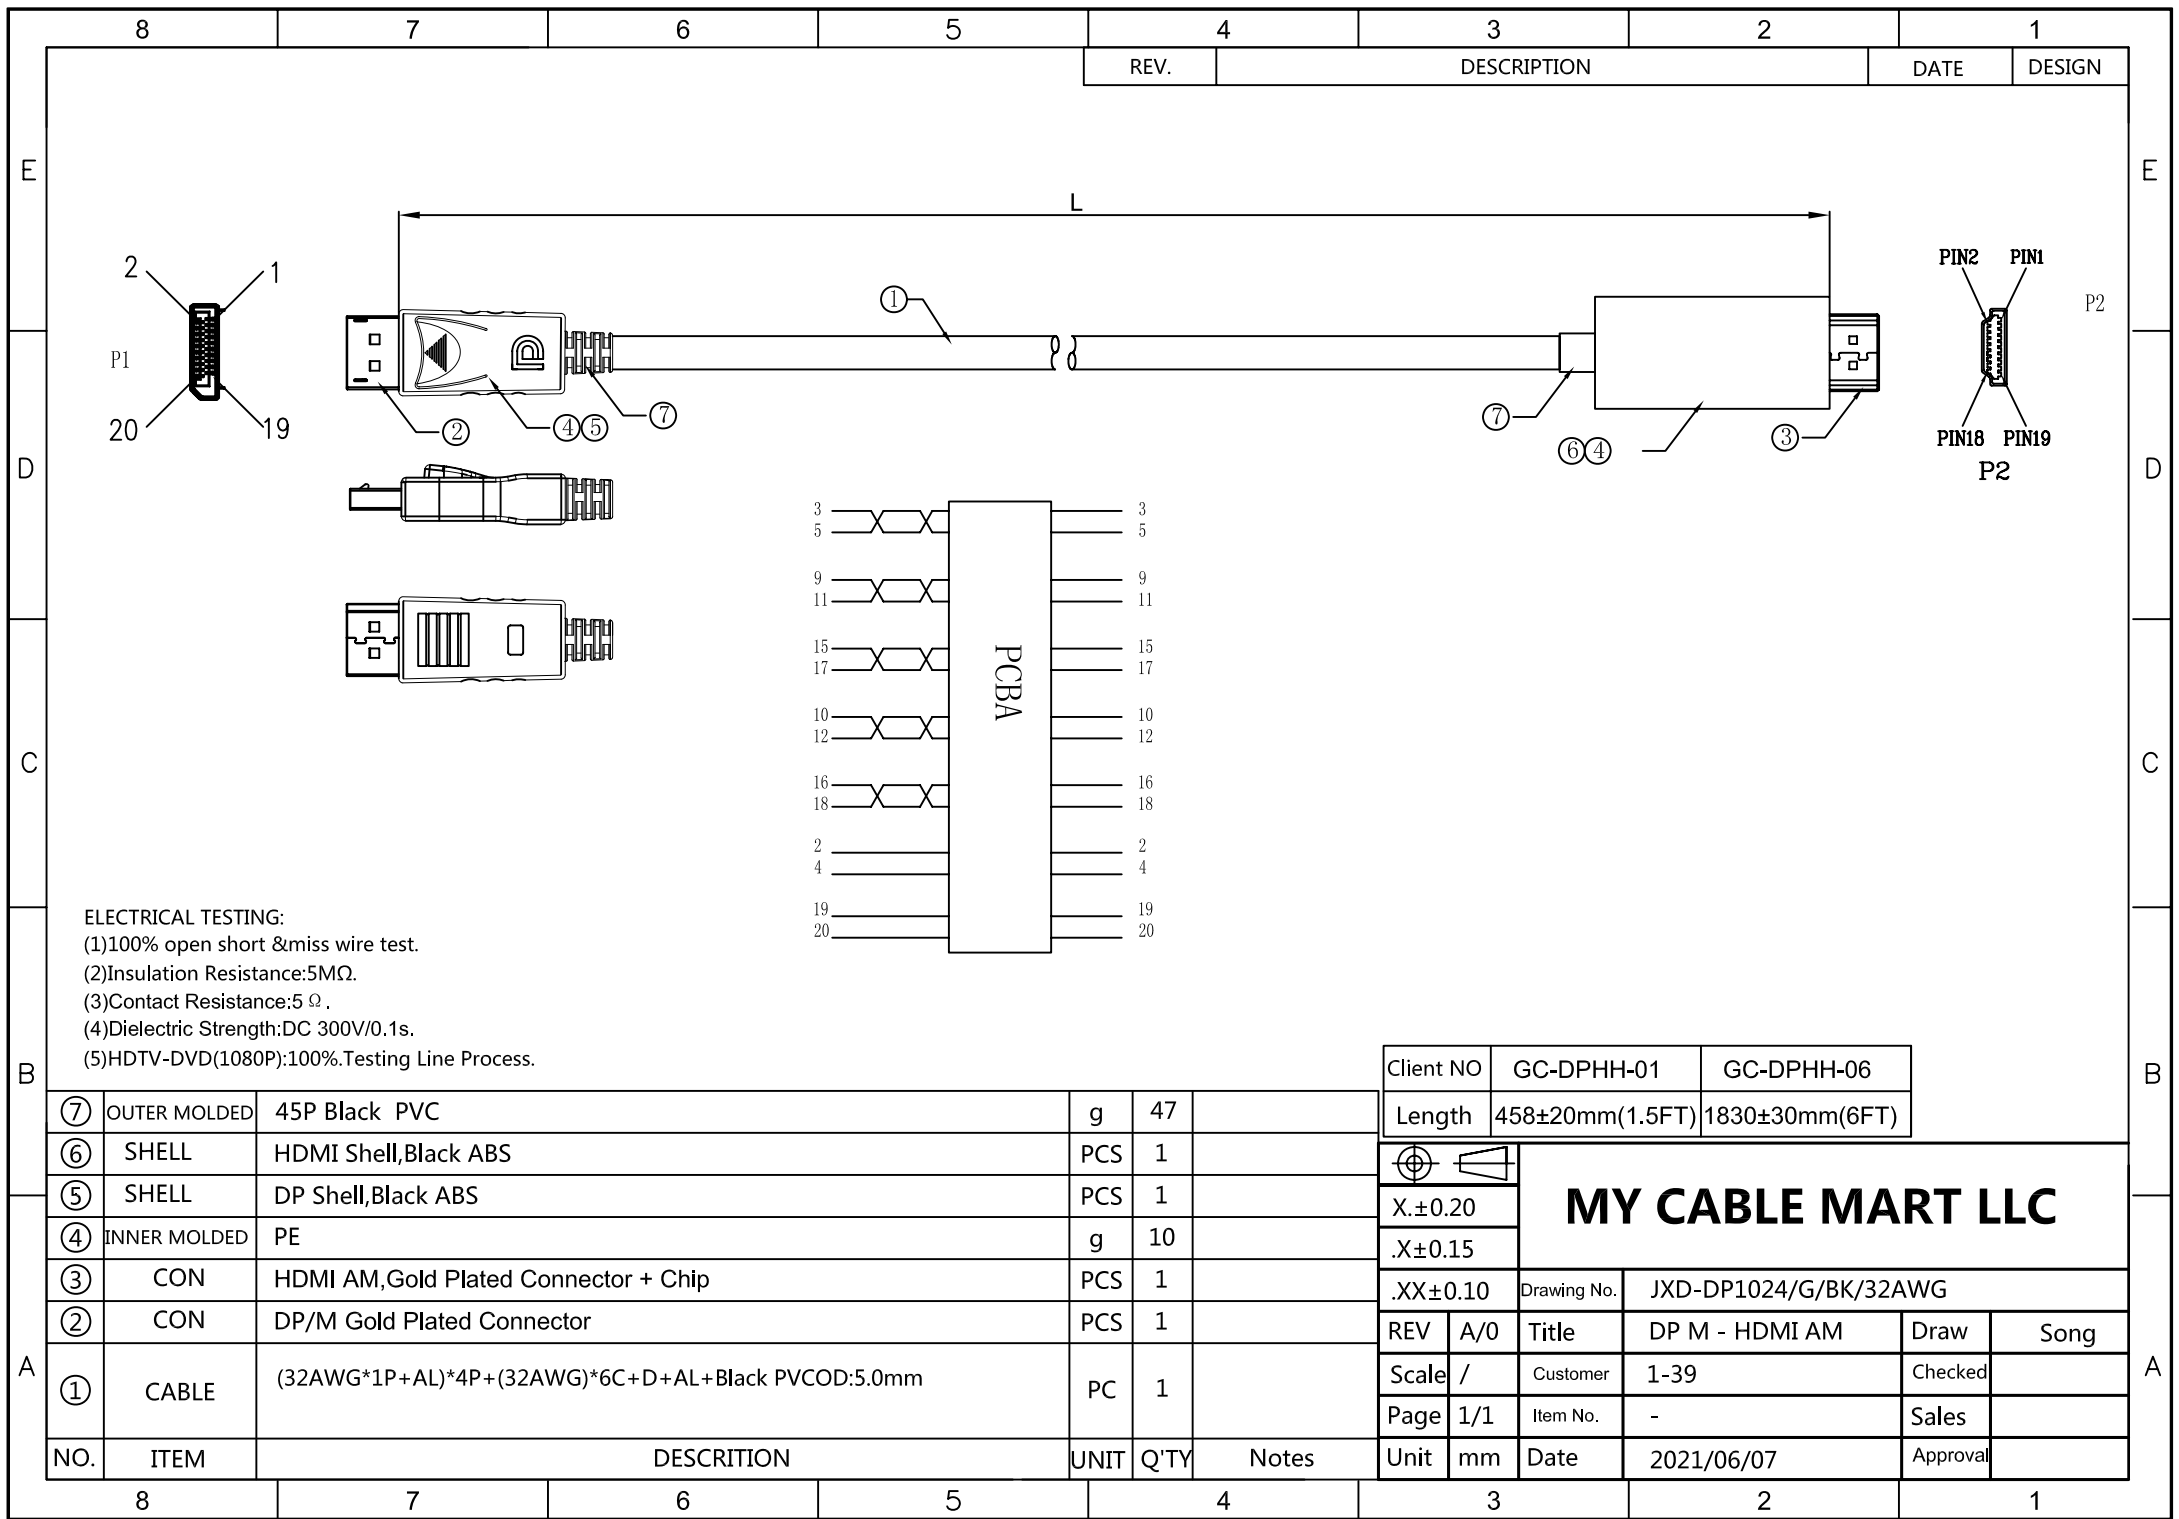 8 7 6 5 4 3 2 1
REV. DESCRIPTION DATE DESIGN
E E
L
2 1
P1
20 19
① 
② ④⑤ ⑦
⑦ ⑥④ ③
PIN2 PIN1
P2
PIN18 PIN19
P2
D D
3 3
5 5
9 9
11 11
15 15
17 17
PCBA
10 10
12 12
16 16
18 18
2 2
4 4
19 19
20 20
C C
ELECTRICAL TESTING:
(1)100% open short &miss wire test.
(2)Insulation Resistance:5MΩ.
(3)Contact Resistance:5 Ω .
(4)Dielectric Strength:DC 300V/0.1s.
(5)HDTV-DVD(1080P):100%.Testing Line Process.
B B
Client NO GC-DPHH-01 GC-DPHH-06
Length 458±20mm(1.5FT) 1830±30mm(6FT)
⑦ OUTER MOLDED 45P Black PVC g 47
⑥ SHELL HDMI Shell,Black ABS PCS 1
⑤ SHELL DP Shell,Black ABS PCS 1
④ INNER MOLDED PE g 10
③ CON HDMI AM,Gold Plated Connector + Chip PCS 1
② CON DP/M Gold Plated Connector PCS 1
① CABLE (32AWG*1P+AL)*4P+(32AWG)*6C+D+AL+Black PVCOD:5.0mm PC 1
NO. ITEM DESCRITION UNIT Q'TY Notes
X.±0.20
.X±0.15
.XX±0.10
MY CABLE MART LLC
Drawing No. JXD-DP1024/G/BK/32AWG
REV A/0 Title DP M - HDMI AM Draw Song
Scale / Customer 1-39 Checked
Page 1/1 Item No. - Sales
Unit mm Date 2021/06/07 Approval
A A
8 7 6 5 4 3 2 1